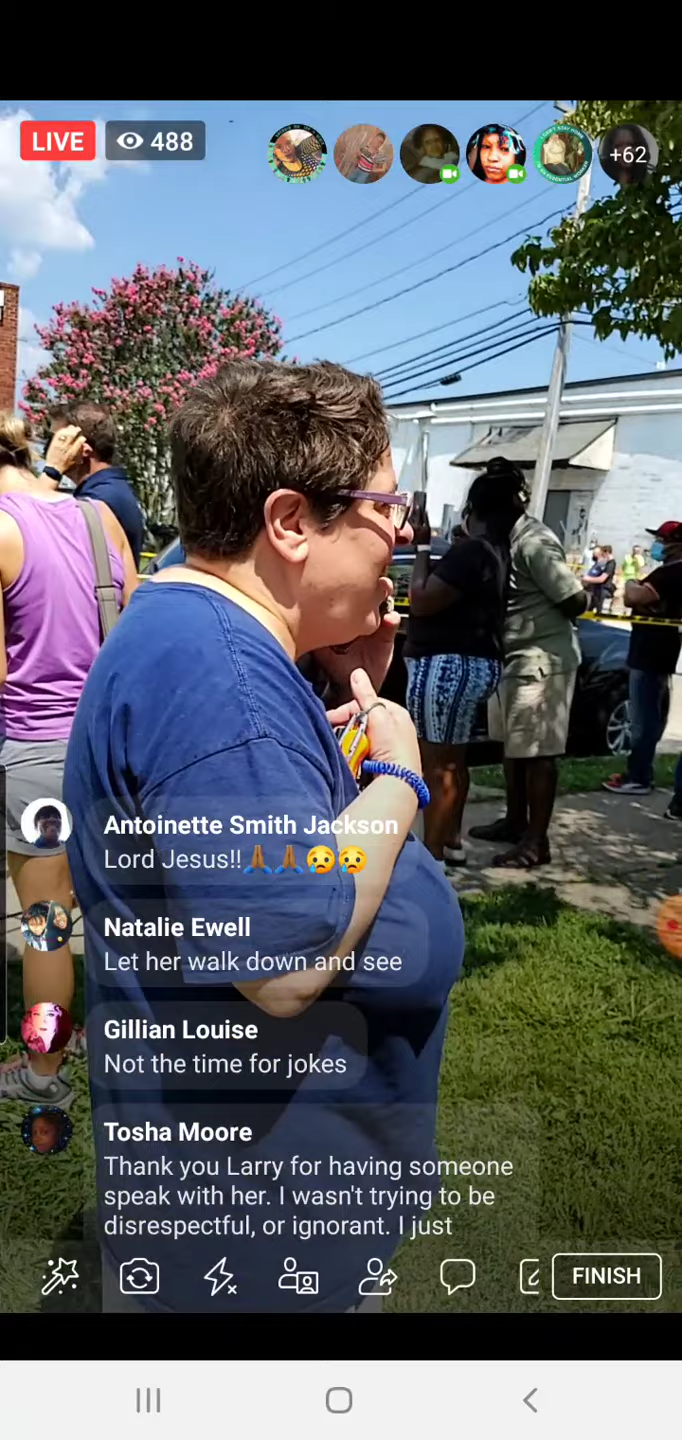 LIVE
488
+62
Antoinette Smith Jackson
Lord Jesus!!🙏🏾🙏🏾😢😢
Natalie Ewell
Let her walk down and see
Gillian Louise
Not the time for jokes
Tosha Moore
Thank you Larry for having someone
speak with her. I wasn't trying to be
disrespectful, or ignorant. I just
FINISH